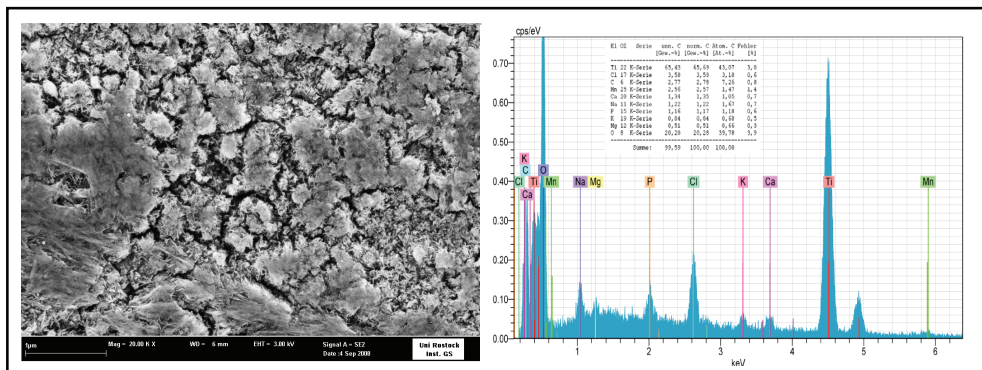 1µm
Mag = 20.00 K X WD = 6 mm EHT = 3.00 kV Signal A = SE2
Date :4 Sep 2008
Uni Rostock
Inst. GS
cps/eV
El OZ Serie unn. C norm. C Atom. C Fehler
[Gew.-%] [Gew.-%] [At.-%] [%]
Ti 22 K-Serie 65,43 65,69 43,07 3,0
Cl 17 K-Serie 3,58 3,59 3,18 0,6
C 6 K-Serie 2,77 2,78 7,26 0,8
Mn 25 K-Serie 2,56 2,57 1,47 1,4
Ca 20 K-Serie 1,34 1,35 1,05 0,7
Na 11 K-Serie 1,22 1,22 1,67 0,7
P 15 K-Serie 1,16 1,17 1,18 0,6
K 19 K-Serie 0,84 0,84 0,68 0,5
Mg 12 K-Serie 0,51 0,51 0,66 0,3
O 8 K-Serie 20,20 20,28 39,78 3,9
Summe: 99,59 100,00 100,00
0.70
0.60
0.50
0.40
0.30
0.20
0.10
0.00
K
C
Cl Ti O Mn Na Mg P Cl K Ca Ti Mn
Ca
1 2 3 4 5 6
keV